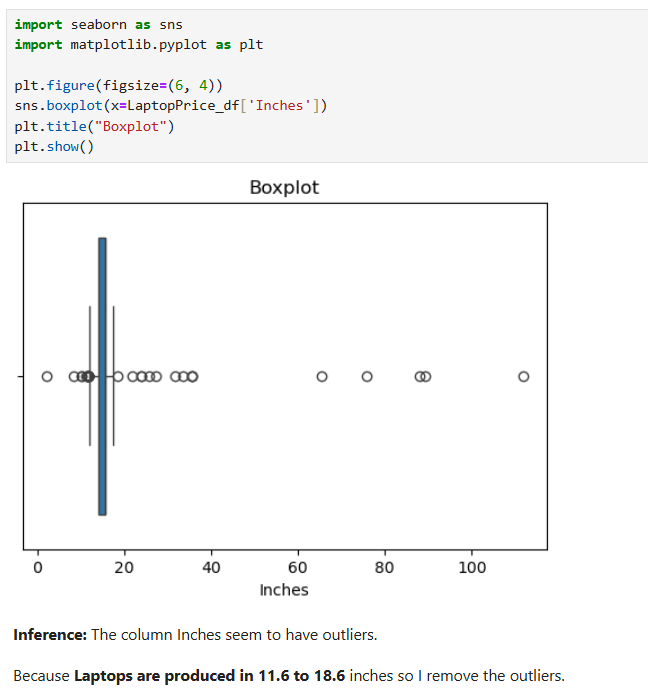 import seaborn as sns
import matplotlib.pyplot as plt
plt.figure(figsize=(6, 4))
sns.boxplot(x=LaptopPrice_df['Inches'])
plt.title("Boxplot")
plt.show()
Boxplot
0 20 40 60 80 100
Inches
Inference: The column Inches seem to have outliers.
Because Laptops are produced in 11.6 to 18.6 inches so I remove the outliers.